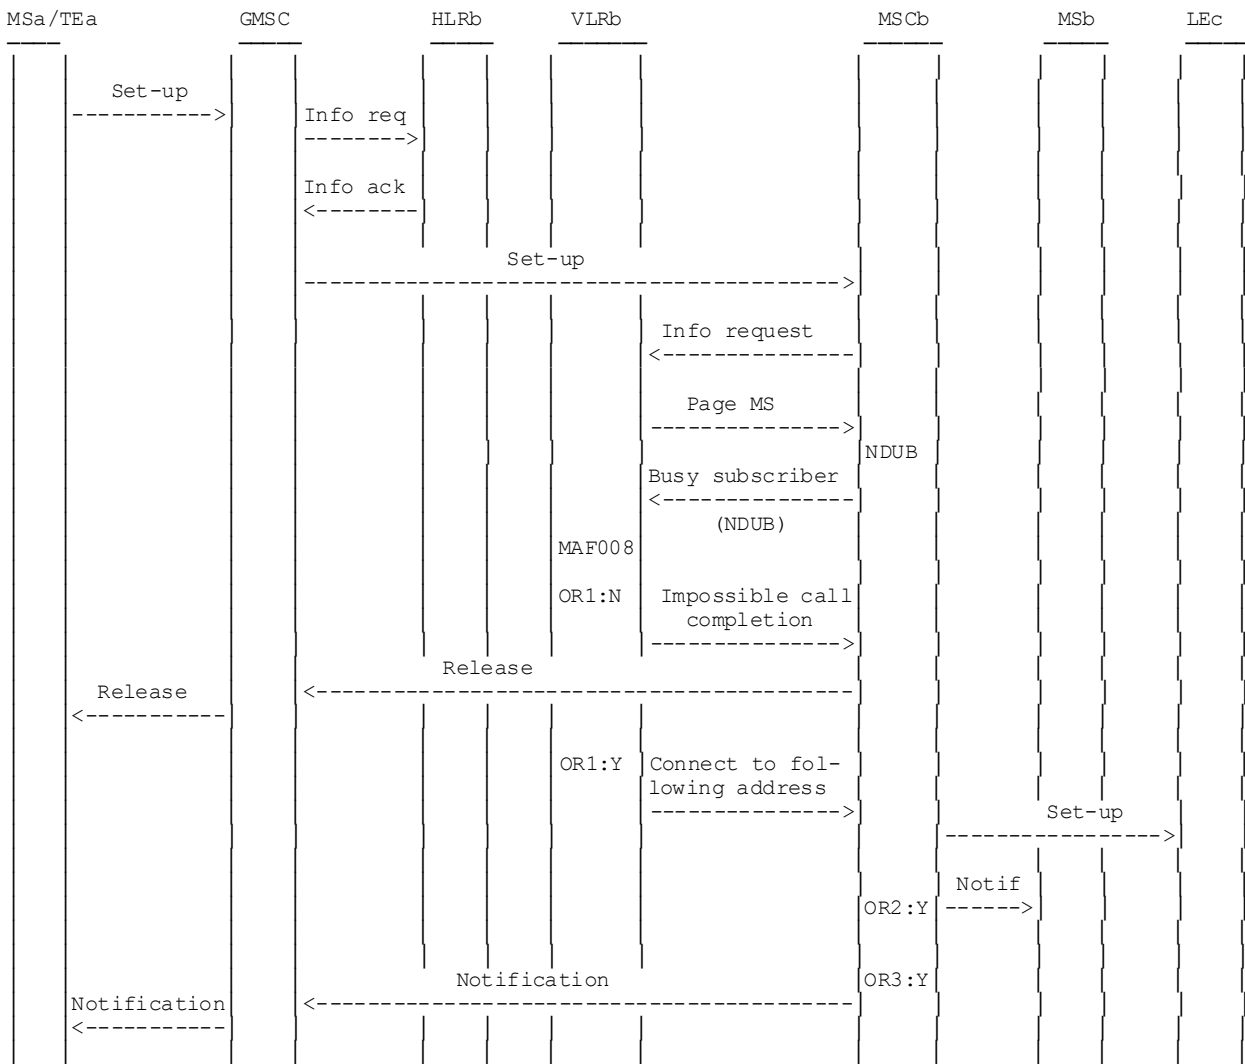 MSa/TEa GMSC HLRb VLRb MSCb MSb LEc
Set-up
Info req
Info ack
Set-up
Info request
Page MS
NDUB
Busy subscriber
(NDUB)
MAF008
OR1:N Impossible call
completion
Release
Release
OR1:Y Connect to fol-
lowing address
Set-up
Notif
OR2:Y
Notification OR3:Y
Notification